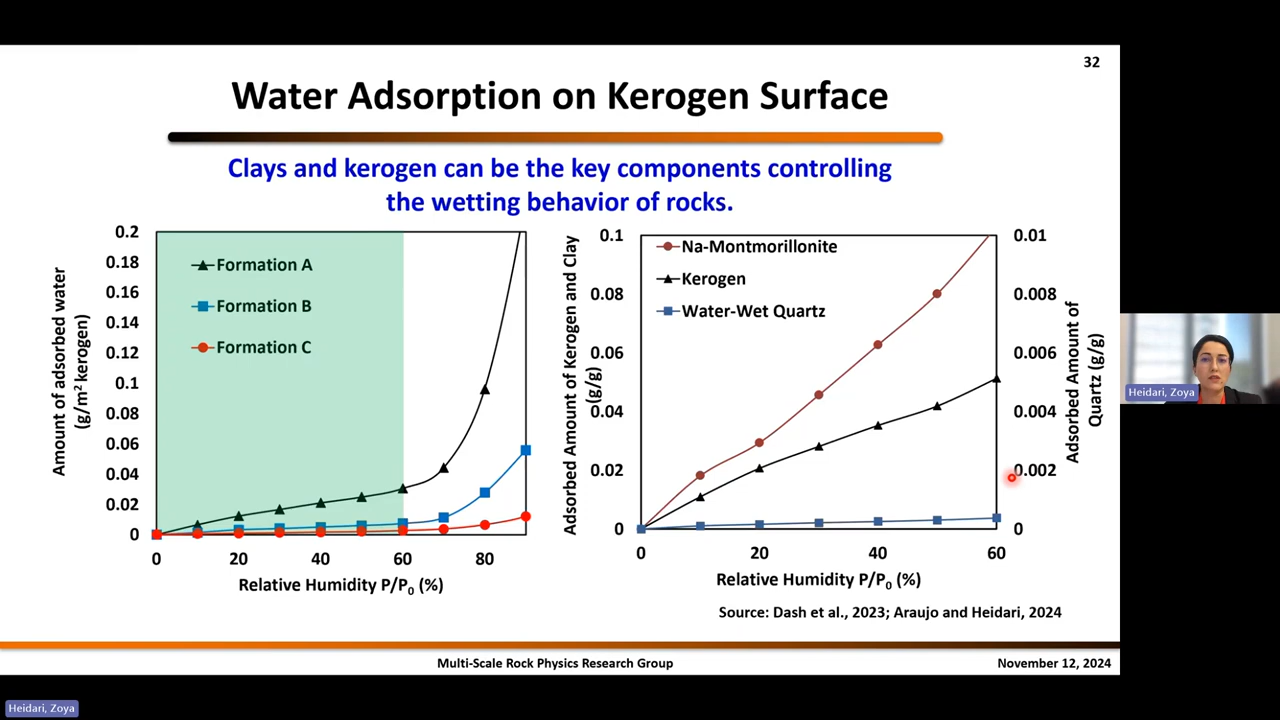 32
Water Adsorption on Kerogen Surface
Clays and kerogen can be the key components controlling
the wetting behavior of rocks.
Amount of adsorbed water
(g/m² kerogen)
0.2
0.18
0.16
0.14
0.12
0.1
0.08
0.06
0.04
0.02
0
Formation A
Formation B
Formation C
0 20 40 60 80
Relative Humidity P/P₀ (%)
Adsorbed Amount of Kerogen and Clay
(g/g)
0.1
0.08
0.06
0.04
0.02
0
Na-Montmorillonite
Kerogen
Water-Wet Quartz
0 20 40 60
Relative Humidity P/P₀ (%)
0.01
0.008
0.006
0.004
0.002
0
Adsorbed Amount of
Quartz (g/g)
Source: Dash et al., 2023; Araujo and Heidari, 2024
Multi-Scale Rock Physics Research Group
November 12, 2024
Heidari, Zoya
Heidari, Zoya